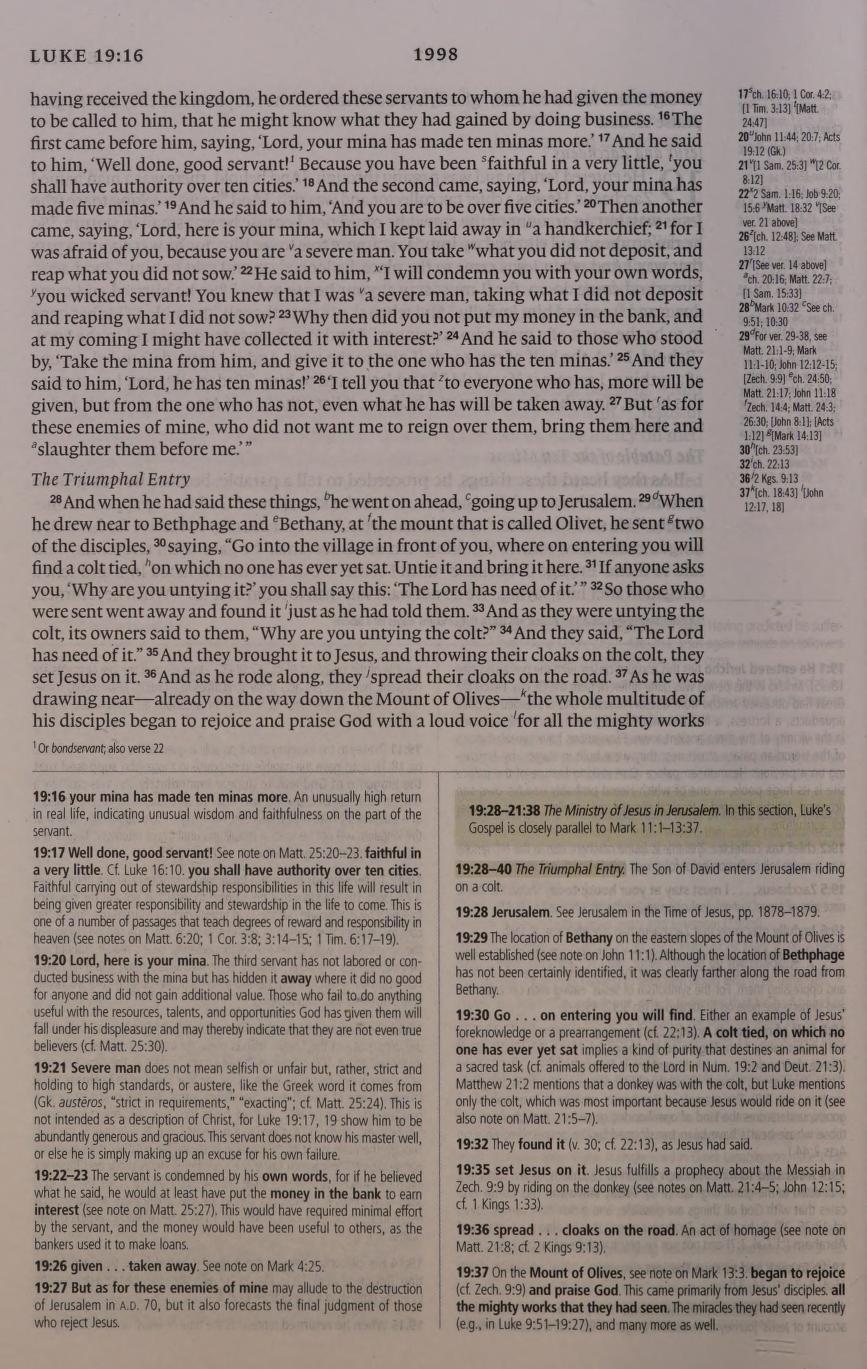 LUKE 19:16
1998
having received the kingdom, he ordered these servants to whom he had given the money
to be called to him, that he might know what they had gained by doing business. 16 The
first came before him, saying, ‘Lord, your mina has made ten minas more.’ 17 And he said
to him, ‘Well done, good servant!1 Because you have been sfaithful in a very little, tyou
shall have authority over ten cities.’ 18 And the second came, saying, ‘Lord, your mina has
made five minas.’ 19 And he said to him, ‘And you are to be over five cities.’ 20 Then another
came, saying, ‘Lord, here is your mina, which I kept laid away in ua handkerchief; 21 for I
was afraid of you, because you are va severe man. You take wwhat you did not deposit, and
reap what you did not sow.’ 22 He said to him, x‘I will condemn you with your own words,
yyou wicked servant! You knew that I was va severe man, taking what I did not deposit
and reaping what I did not sow? 23 Why then did you not put my money in the bank, and
at my coming I might have collected it with interest?’ 24 And he said to those who stood
by, ‘Take the mina from him, and give it to the one who has the ten minas.’ 25 And they
said to him, ‘Lord, he has ten minas!’ 26 ‘I tell you that zto everyone who has, more will be
given, but from the one who has not, even what he has will be taken away. 27 But ras for
these enemies of mine, who did not want me to reign over them, bring them here and
aslaughter them before me.’”
The Triumphal Entry
28 And when he had said these things, bhe went on ahead, cgoing up to Jerusalem. 29 dWhen
he drew near to Bethphage and eBethany, at fthe mount that is called Olivet, he sent gtwo
of the disciples, 30 saying, “Go into the village in front of you, where on entering you will
find a colt tied, hon which no one has ever yet sat. Untie it and bring it here. 31 If anyone asks
you, ‘Why are you untying it?’ you shall say this: ‘The Lord has need of it.’” 32 So those who
were sent went away and found it ijust as he had told them. 33 And as they were untying the
colt, its owners said to them, “Why are you untying the colt?” 34 And they said, “The Lord
has need of it.” 35 And they brought it to Jesus, and throwing their cloaks on the colt, they
set Jesus on it. 36 And as he rode along, they jspread their cloaks on the road. 37 As he was
drawing near—already on the way down the Mount of Olives—kthe whole multitude of
his disciples began to rejoice and praise God with a loud voice lfor all the mighty works
1 Or bondservant; also verse 22
17 sch. 16:10; 1 Cor. 4:2;
[1 Tim. 3:13] t[Matt.
24:47]
20 uJohn 11:44; 20:7; Acts
19:12 (Gk.)
21 v[1 Sam. 25:3] w[2 Cor.
8:12]
22 x2 Sam. 1:16; Job 9:20;
15:6 yMatt. 18:32 v[See
ver. 21 above]
26 z[ch. 12:48]; See Matt.
13:12
27 r[See ver. 14 above]
ach. 20:16; Matt. 22:7;
[1 Sam. 15:33]
28 bMark 10:32 cSee ch.
9:51; 10:30
29 dFor ver. 29-38, see
Matt. 21:1-9; Mark
11:1-10; John 12:12-15;
[Zech. 9:9] ech. 24:50;
Matt. 21:17; John 11:18
fZech. 14:4; Matt. 24:3;
26:30; [John 8:1]; [Acts
1:12] g[Mark 14:13]
30 h[ch. 23:53]
32 ich. 22:13
36 j2 Kgs. 9:13
37 k[ch. 18:43] l[John
12:17, 18]
19:16 your mina has made ten minas more. An unusually high return
in real life, indicating unusual wisdom and faithfulness on the part of the
servant.
19:17 Well done, good servant! See note on Matt. 25:20–23. faithful in
a very little. Cf. Luke 16:10. you shall have authority over ten cities.
Faithful carrying out of stewardship responsibilities in this life will result in
being given greater responsibility and stewardship in the life to come. This is
one of a number of passages that teach degrees of reward and responsibility in
heaven (see notes on Matt. 6:20; 1 Cor. 3:8; 3:14–15; 1 Tim. 6:17–19).
19:20 Lord, here is your mina. The third servant has not labored or con-
ducted business with the mina but has hidden it away where it did no good
for anyone and did not gain additional value. Those who fail to do anything
useful with the resources, talents, and opportunities God has given them will
fall under his displeasure and may thereby indicate that they are not even true
believers (cf. Matt. 25:30).
19:21 Severe man does not mean selfish or unfair but, rather, strict and
holding to high standards, or austere, like the Greek word it comes from
(Gk. austēros, “strict in requirements,” “exacting”; cf. Matt. 25:24). This is
not intended as a description of Christ, for Luke 19:17, 19 show him to be
abundantly generous and gracious. This servant does not know his master well,
or else he is simply making up an excuse for his own failure.
19:22–23 The servant is condemned by his own words, for if he believed
what he said, he would at least have put the money in the bank to earn
interest (see note on Matt. 25:27). This would have required minimal effort
by the servant, and the money would have been useful to others, as the
bankers used it to make loans.
19:26 given . . . taken away. See note on Mark 4:25.
19:27 But as for these enemies of mine may allude to the destruction
of Jerusalem in A.D. 70, but it also forecasts the final judgment of those
who reject Jesus.
19:28–21:38 The Ministry of Jesus in Jerusalem. In this section, Luke’s
Gospel is closely parallel to Mark 11:1–13:37.
19:28–40 The Triumphal Entry. The Son of David enters Jerusalem riding
on a colt.
19:28 Jerusalem. See Jerusalem in the Time of Jesus, pp. 1878–1879.
19:29 The location of Bethany on the eastern slopes of the Mount of Olives is
well established (see note on John 11:1). Although the location of Bethphage
has not been certainly identified, it was clearly farther along the road from
Bethany.
19:30 Go . . . on entering you will find. Either an example of Jesus’
foreknowledge or a prearrangement (cf. 22:13). A colt tied, on which no
one has ever yet sat implies a kind of purity that destines an animal for
a sacred task (cf. animals offered to the Lord in Num. 19:2 and Deut. 21:3).
Matthew 21:2 mentions that a donkey was with the colt, but Luke mentions
only the colt, which was most important because Jesus would ride on it (see
also note on Matt. 21:5–7).
19:32 They found it (v. 30; cf. 22:13), as Jesus had said.
19:35 set Jesus on it. Jesus fulfills a prophecy about the Messiah in
Zech. 9:9 by riding on the donkey (see notes on Matt. 21:4–5; John 12:15;
cf. 1 Kings 1:33).
19:36 spread . . . cloaks on the road. An act of homage (see note on
Matt. 21:8; cf. 2 Kings 9:13).
19:37 On the Mount of Olives, see note on Mark 13:3. began to rejoice
(cf. Zech. 9:9) and praise God. This came primarily from Jesus’ disciples. all
the mighty works that they had seen. The miracles they had seen recently
(e.g., in Luke 9:51–19:27), and many more as well.